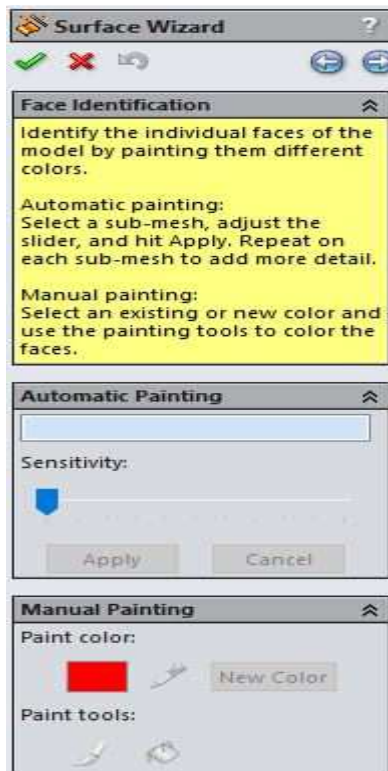 Surface Wizard ?
Face Identification
Identify the individual faces of the
model by painting them different
colors.
Automatic painting:
Select a sub-mesh, adjust the
slider, and hit Apply. Repeat on
each sub-mesh to add more detail.
Manual painting:
Select an existing or new color and
use the painting tools to color the
faces.
Automatic Painting
Sensitivity:
Apply Cancel
Manual Painting
Paint color:
New Color
Paint tools: